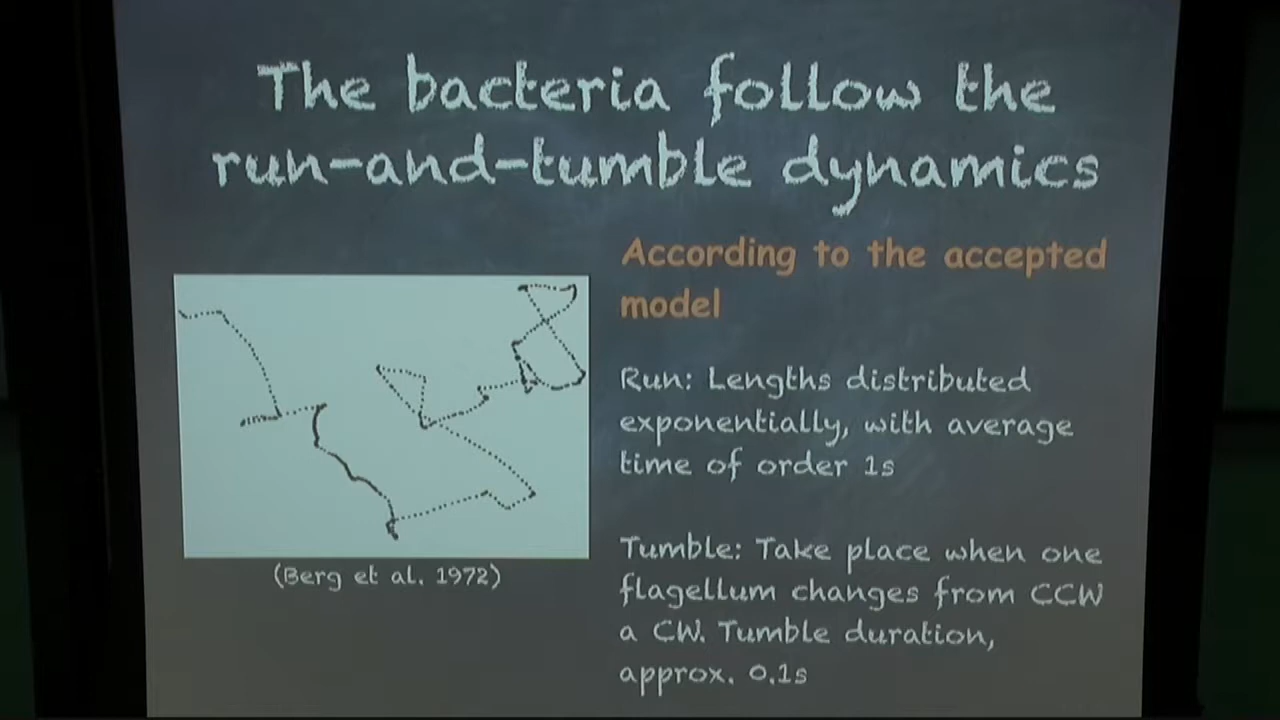 The bacteria follow the
run-and-tumble dynamics
According to the accepted
model
Run: Lengths distributed
exponentially, with average
time of order 1s
Tumble: Take place when one
flagellum changes from CCW
a CW. Tumble duration,
approx. 0.1s
(Berg et al. 1972)